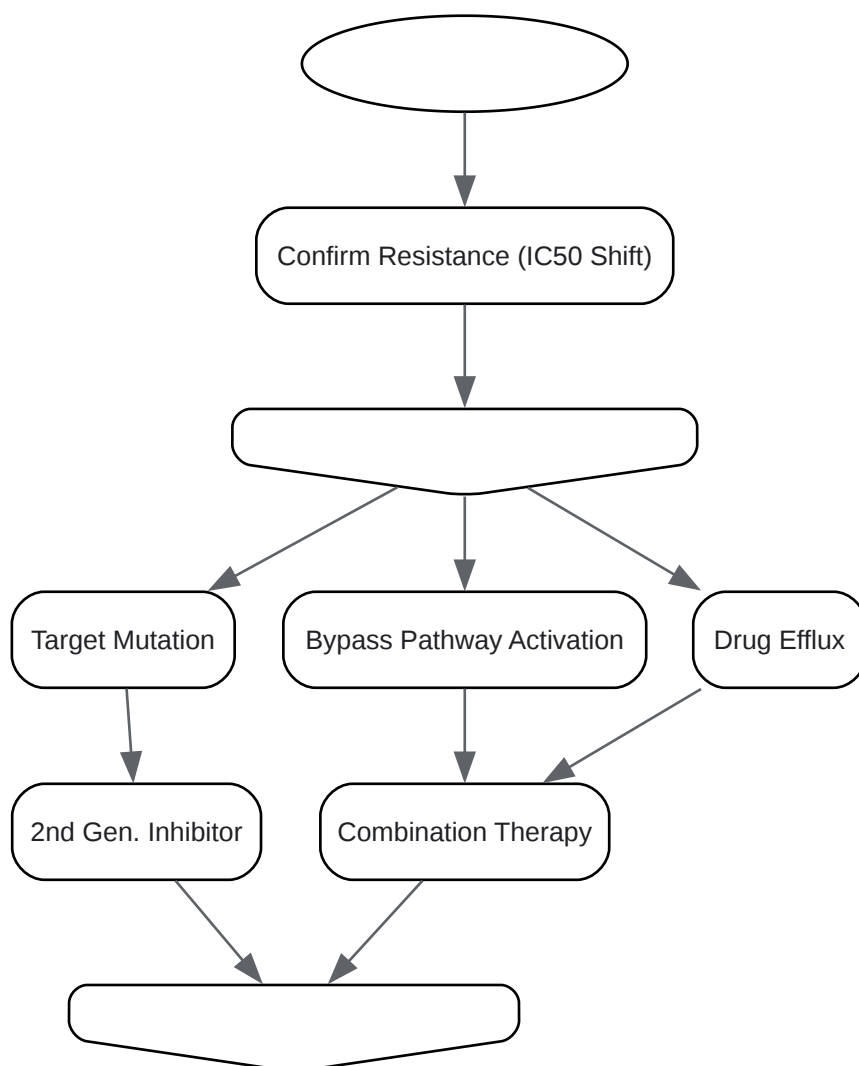 Confirm Resistance (IC50 Shift)
Target Mutation
Bypass Pathway Activation
Drug Efflux
2nd Gen. Inhibitor
Combination Therapy